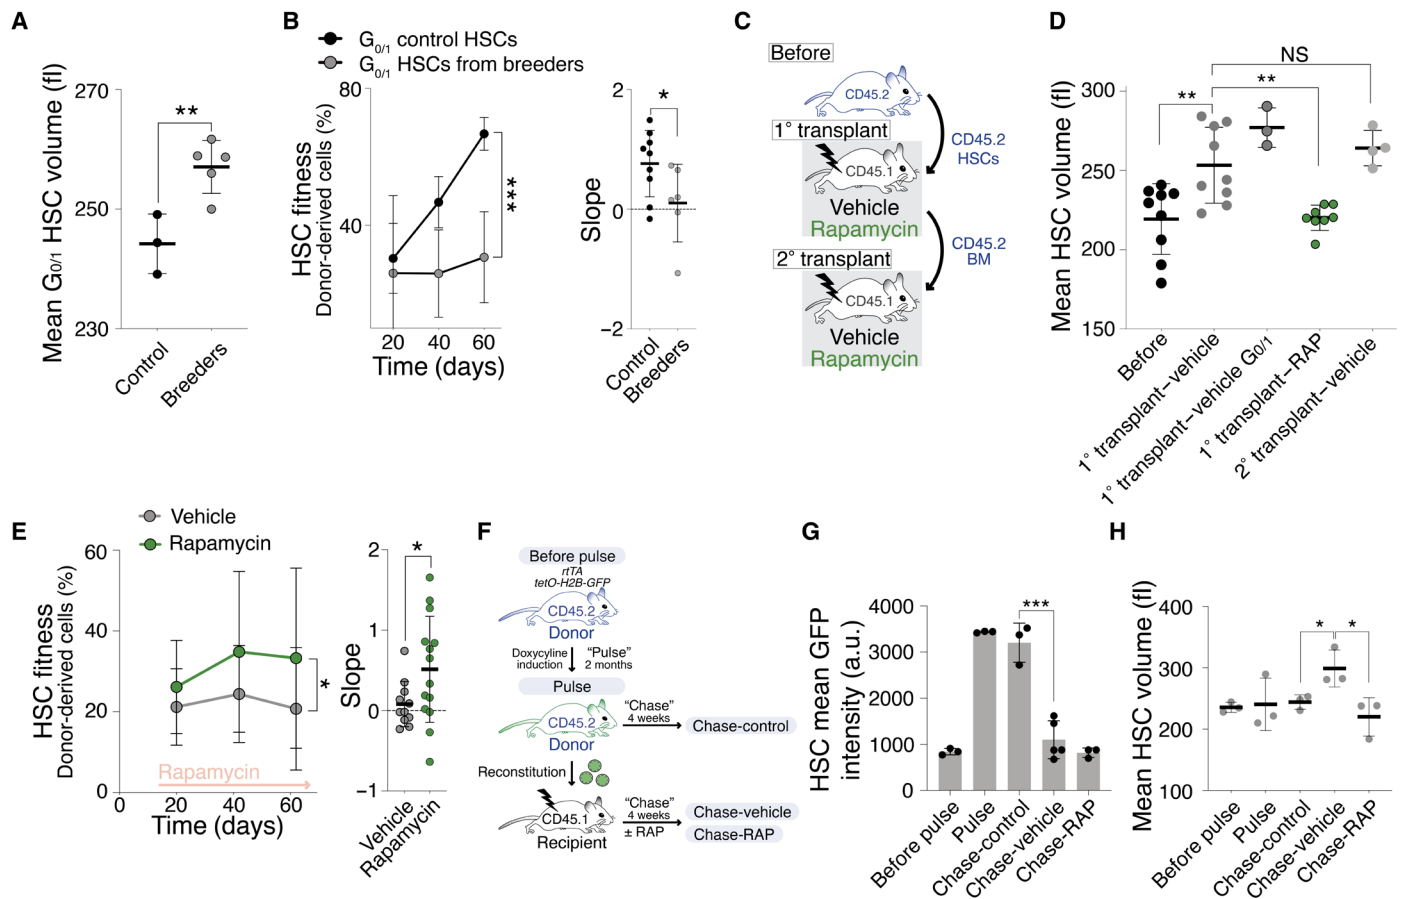 A
Mean G0/1 HSC volume (fl)
270
250
230
**
Control
Breeders
B
G0/1 control HSCs
G0/1 HSCs from breeders
HSC fitness
Donor-derived cells (%)
80
40
***
20
40
60
Time (days)
Slope
2
0
−2
*
Control
Breeders
C
Before
CD45.2
1° transplant
CD45.2
HSCs
CD45.1
Vehicle
Rapamycin
CD45.2
BM
2° transplant
CD45.1
Vehicle
Rapamycin
D
Mean HSC volume (fl)
300
250
200
150
NS
**
**
Before
1° transplant−vehicle
1° transplant−vehicle G0/1
1° transplant−RAP
2° transplant−vehicle
E
Vehicle
Rapamycin
HSC fitness
Donor-derived cells (%)
60
40
20
0
*
Rapamycin
0
20
40
60
Time (days)
Slope
2
1
0
−1
*
Vehicle
Rapamycin
F
Before pulse
rtTA
tetO-H2B-GFP
CD45.2
Donor
Doxycyline
induction
“Pulse”
2 months
Pulse
CD45.2
Donor
“Chase”
4 weeks
Chase-control
Reconstitution
CD45.1
Recipient
“Chase”
4 weeks
± RAP
Chase-vehicle
Chase-RAP
G
HSC mean GFP
intensity (a.u.)
4000
3000
2000
1000
0
***
Before pulse
Pulse
Chase-control
Chase-vehicle
Chase-RAP
H
Mean HSC volume (fl)
400
300
200
100
*
*
Before pulse
Pulse
Chase-control
Chase-vehicle
Chase-RAP